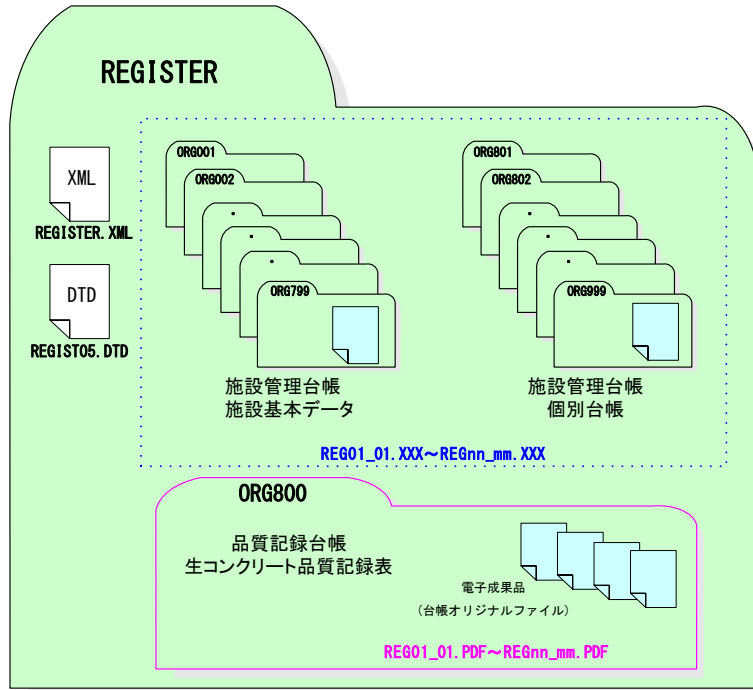 REGISTER
XML
REGISTER.XML
DTD
REGIST05.DTD
ORG001
ORG002
・
・
・
ORG799
施設管理台帳
施設基本データ
ORG801
ORG802
・
・
・
ORG999
施設管理台帳
個別台帳
REG01_01.XXX～REGnn_mm.XXX
ORG800
品質記録台帳
生コンクリート品質記録表
電子成果品
(台帳オリジナルファイル)
REG01_01.PDF～REGnn_mm.PDF